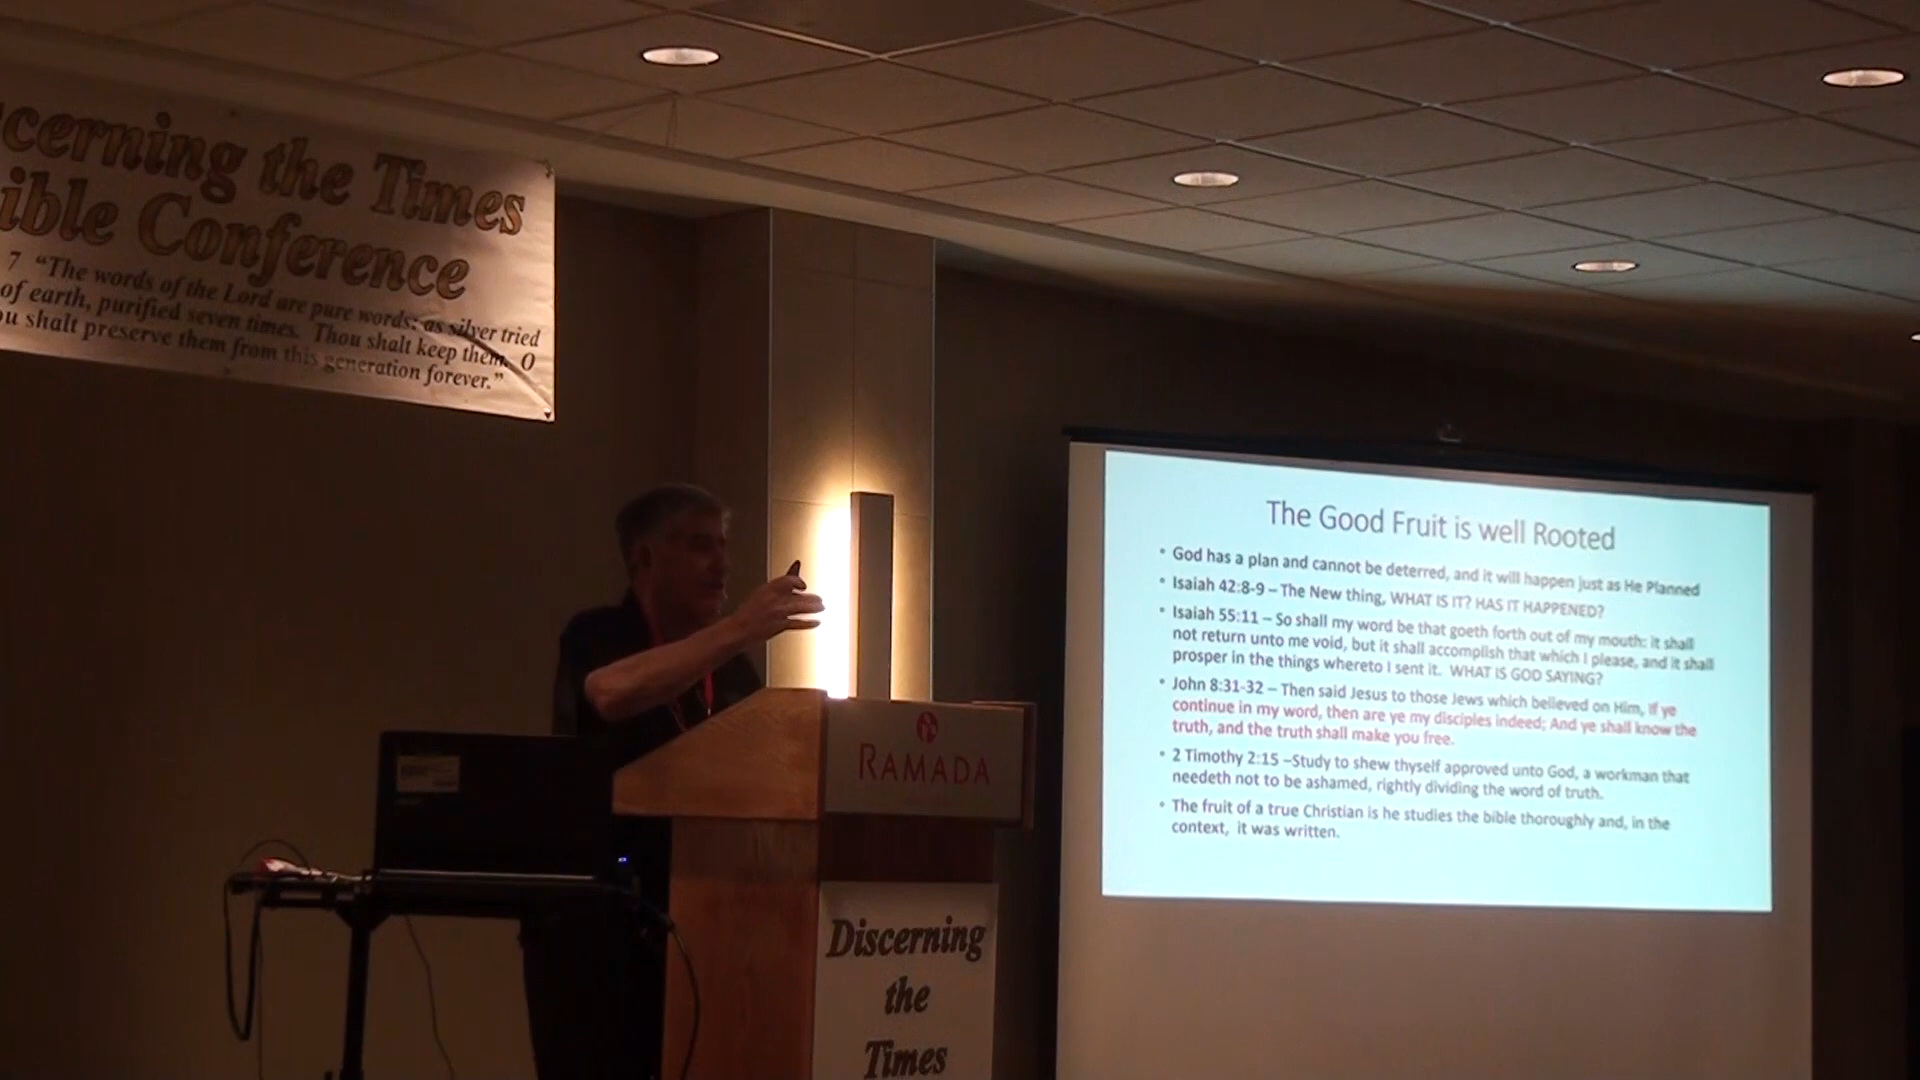 cerning the Times
ible Conference
7 “The words of the Lord are pure words: as silver tried
of earth, purified seven times. Thou shalt keep them, O
ou shalt preserve them from this generation forever.”
The Good Fruit is well Rooted
• God has a plan and cannot be deterred, and it will happen just as He Planned
• Isaiah 42:8-9 – The New thing, WHAT IS IT? HAS IT HAPPENED?
• Isaiah 55:11 – So shall my word be that goeth forth out of my mouth: it shall
not return unto me void, but it shall accomplish that which I please, and it shall
prosper in the things whereto I sent it. WHAT IS GOD SAYING?
• John 8:31-32 – Then said Jesus to those Jews which believed on Him, If ye
continue in my word, then are ye my disciples indeed; And ye shall know the
truth, and the truth shall make you free.
• 2 Timothy 2:15 –Study to shew thyself approved unto God, a workman that
needeth not to be ashamed, rightly dividing the word of truth.
• The fruit of a true Christian is he studies the bible thoroughly and, in the
context, it was written.
RAMADA
Discerning
the
Times